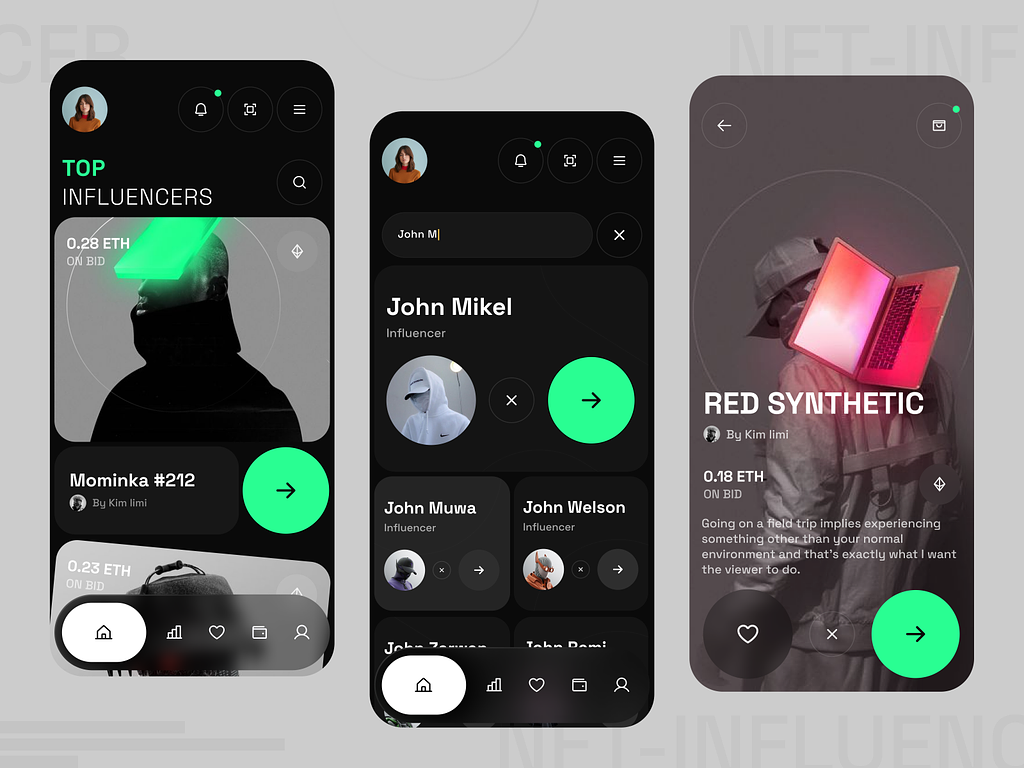 CER
NFT-INF
TOP
INFLUENCERS
0.28 ETH
ON BID
Mominka #212
By Kim limi
0.23 ETH
ON BID
John M
John Mikel
Influencer
John Muwa
Influencer
John Welson
Influencer
John Remi
RED SYNTHETIC
By Kim limi
0.18 ETH
ON BID
Going on a field trip implies experiencing
something other than your normal
environment and that's exactly what I want
the viewer to do.
NFT-INFLUENC